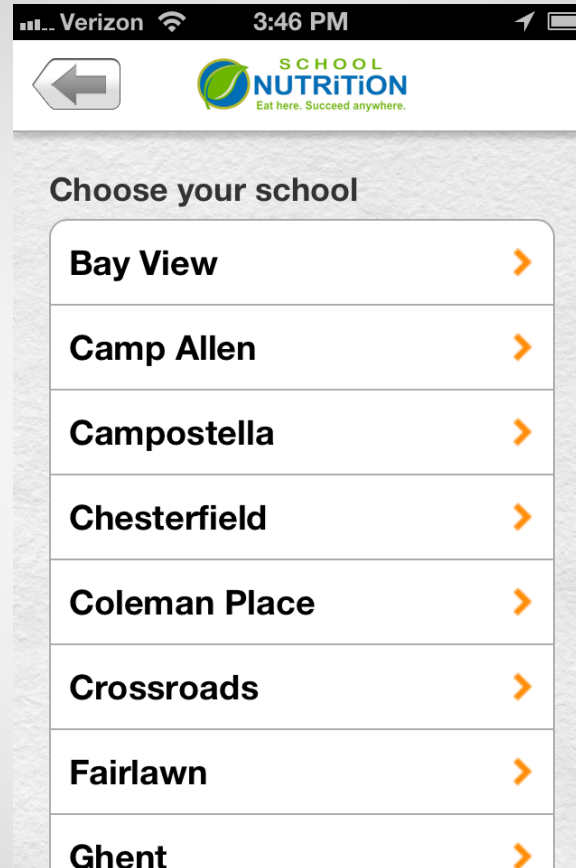 Verizon 3:46 PM
SCHOOL
NUTRiTiON
Eat here. Succeed anywhere.
Choose your school
Bay View
Camp Allen
Campostella
Chesterfield
Coleman Place
Crossroads
Fairlawn
Ghent